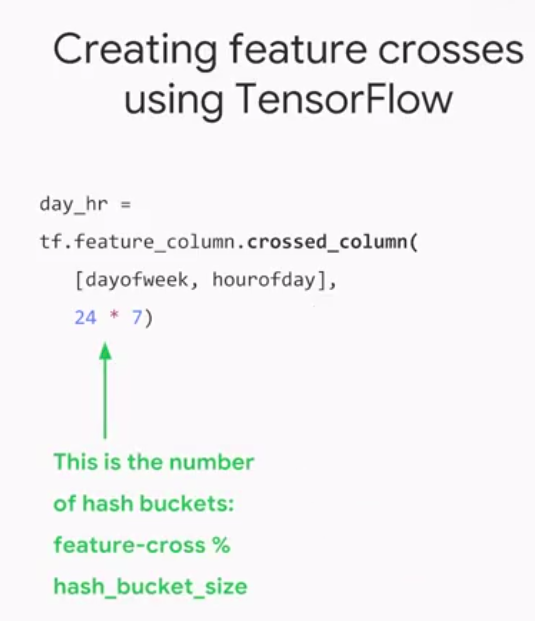 Creating feature crosses
using TensorFlow
day_hr =
tf.feature_column.crossed_column(
[dayofweek, hourofday],
24 * 7)
This is the number
of hash buckets:
feature-cross %
hash_bucket_size